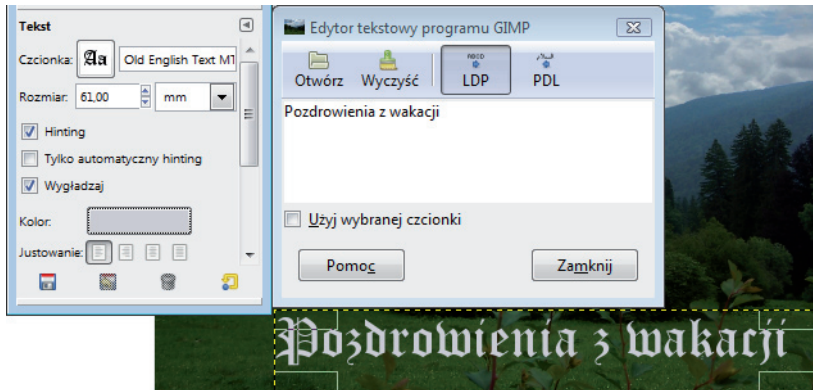 Tekst
Czcionka: Aa Old English Text MT
Rozmiar: 61,00 mm
Hinting
Tylko automatyczny hinting
Wygładzaj
Kolor:
Justowanie:
Edytor tekstowy programu GIMP
Otwórz Wyczyść LDP PDL
Pozdrowienia z wakacji
Użyj wybranej czcionki
Pomoc Zamknij
Pozdrowienia z wakacji